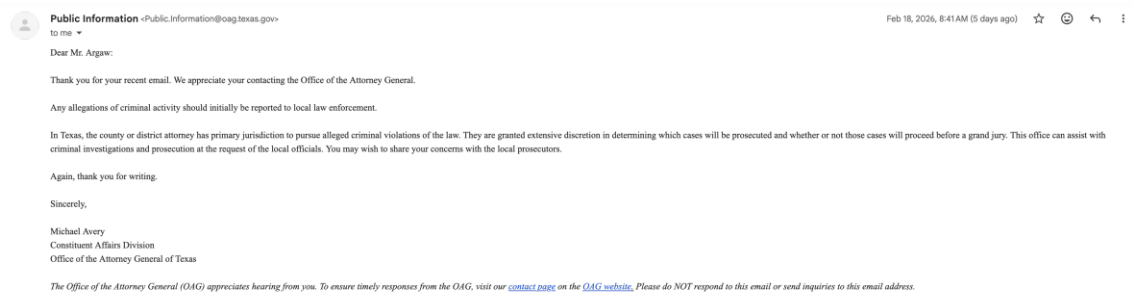 Public Information <Public.Information@oag.texas.gov>
Feb 18, 2026, 8:41 AM (5 days ago)
to me
Dear Mr. Argaw:
Thank you for your recent email. We appreciate your contacting the Office of the Attorney General.
Any allegations of criminal activity should initially be reported to local law enforcement.
In Texas, the county or district attorney has primary jurisdiction to pursue alleged criminal violations of the law. They are granted extensive discretion in determining which cases will be prosecuted and whether or not those cases will proceed before a grand jury. This office can assist with
criminal investigations and prosecution at the request of the local officials. You may wish to share your concerns with the local prosecutors.
Again, thank you for writing.
Sincerely,
Michael Avery
Constituent Affairs Division
Office of the Attorney General of Texas
The Office of the Attorney General (OAG) appreciates hearing from you. To ensure timely responses from the OAG, visit our contact page on the OAG website. Please do NOT respond to this email or send inquiries to this email address.